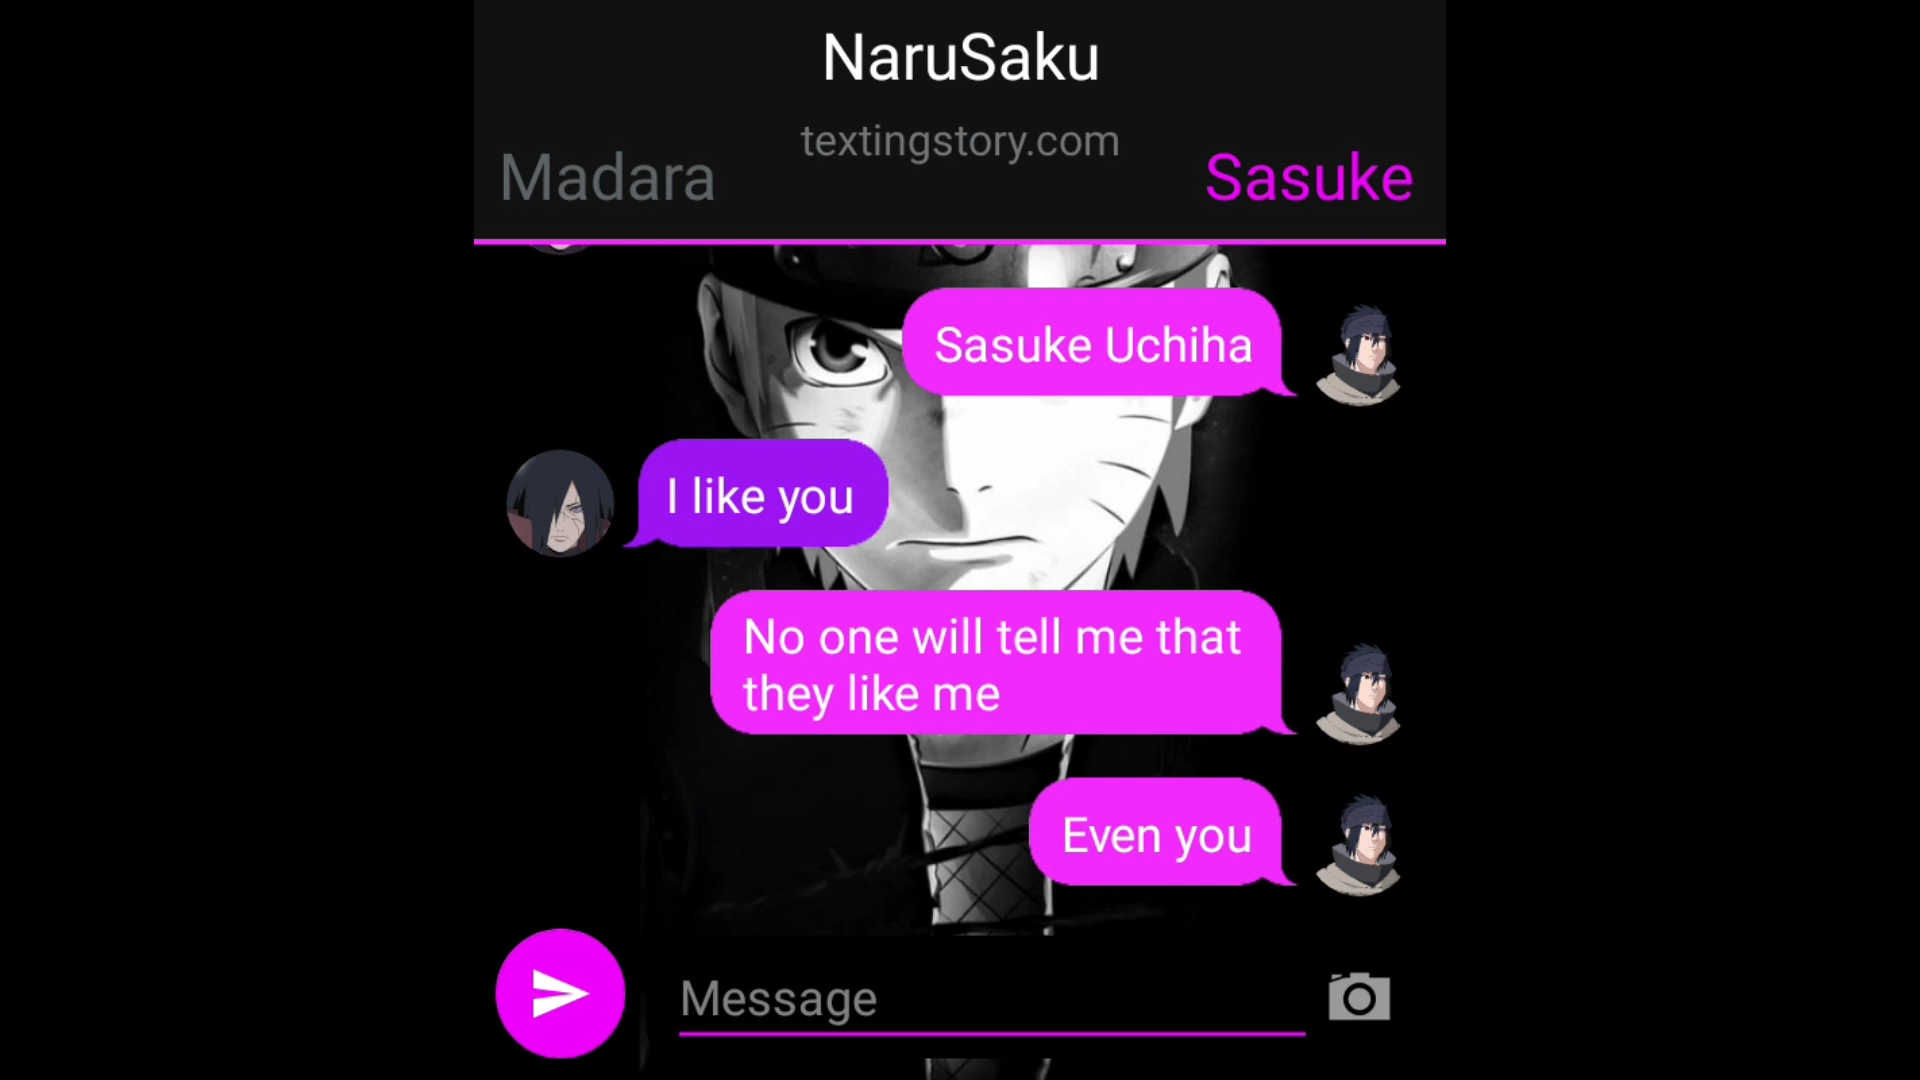 NaruSaku
textingstory.com
Madara
Sasuke
Sasuke Uchiha
I like you
No one will tell me that
they like me
Even you
Message